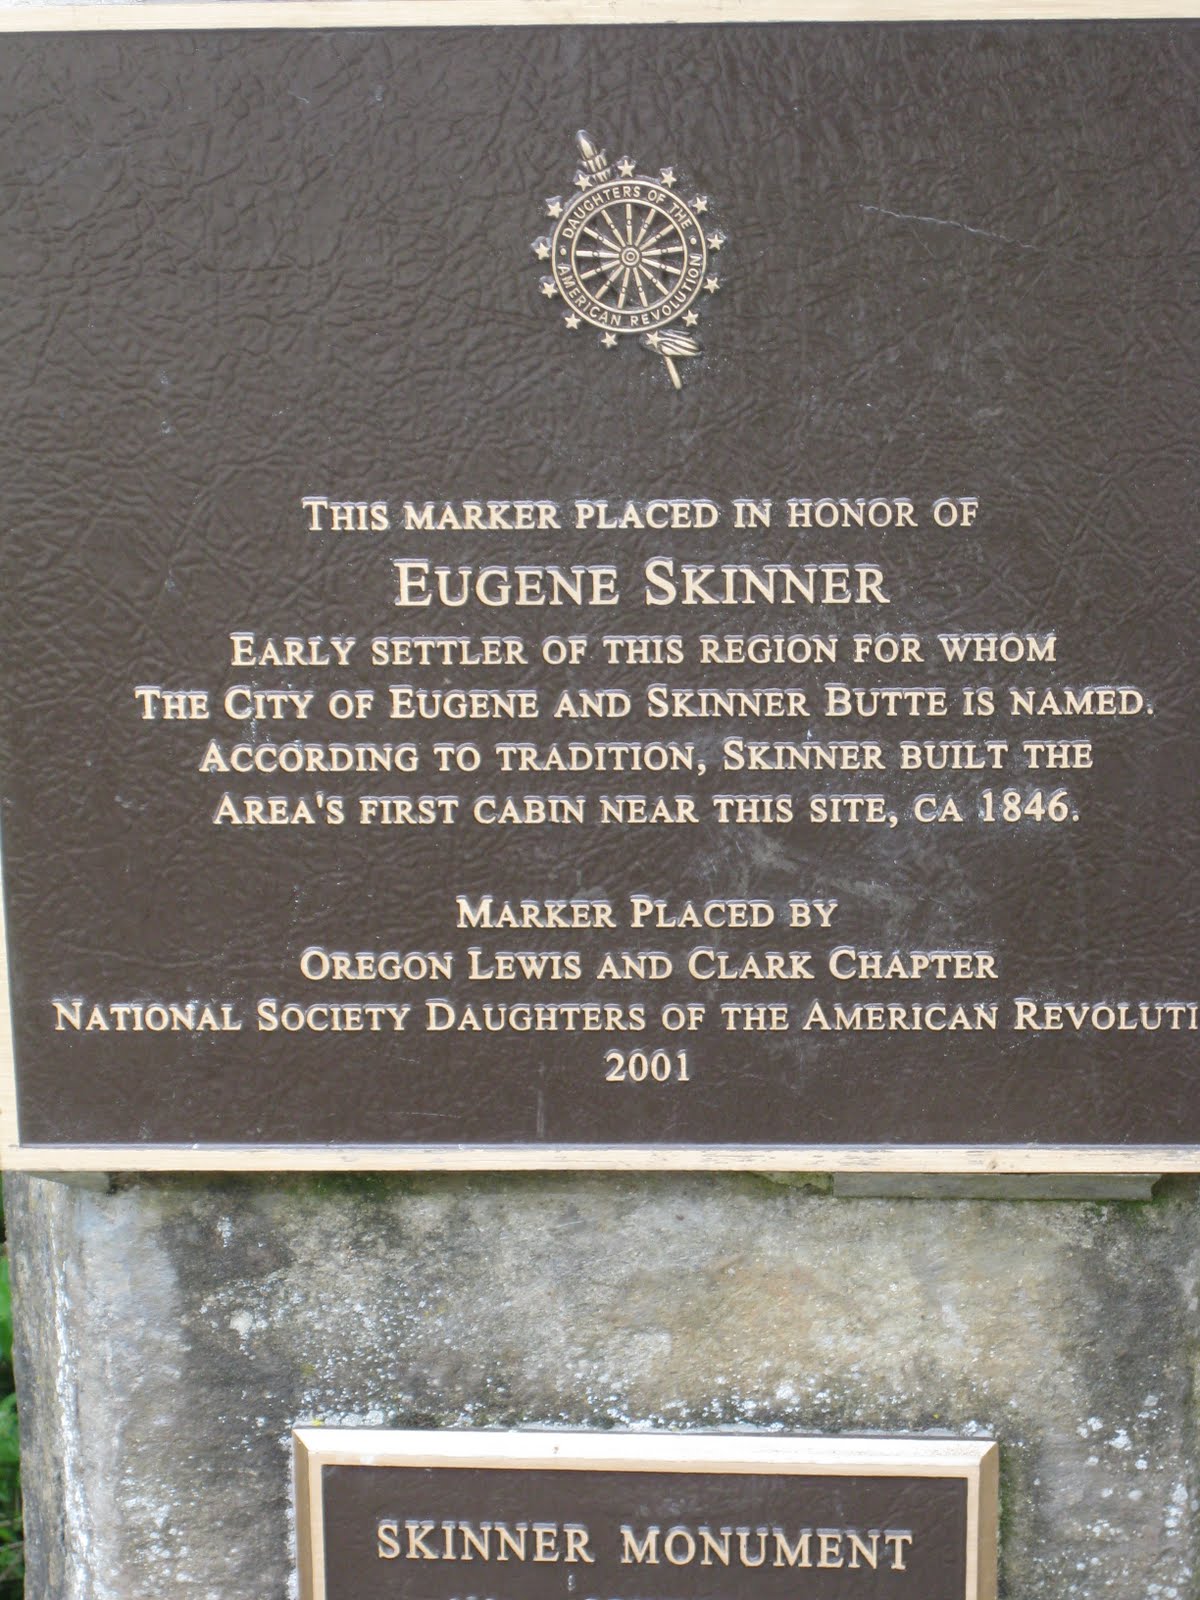 DAUGHTERS OF THE
AMERICAN REVOLUTION
THIS MARKER PLACED IN HONOR OF
EUGENE SKINNER
EARLY SETTLER OF THIS REGION FOR WHOM
THE CITY OF EUGENE AND SKINNER BUTTE IS NAMED.
ACCORDING TO TRADITION, SKINNER BUILT THE
AREA'S FIRST CABIN NEAR THIS SITE, CA 1846.
MARKER PLACED BY
OREGON LEWIS AND CLARK CHAPTER
NATIONAL SOCIETY DAUGHTERS OF THE AMERICAN REVOLUTI
2001
SKINNER MONUMENT